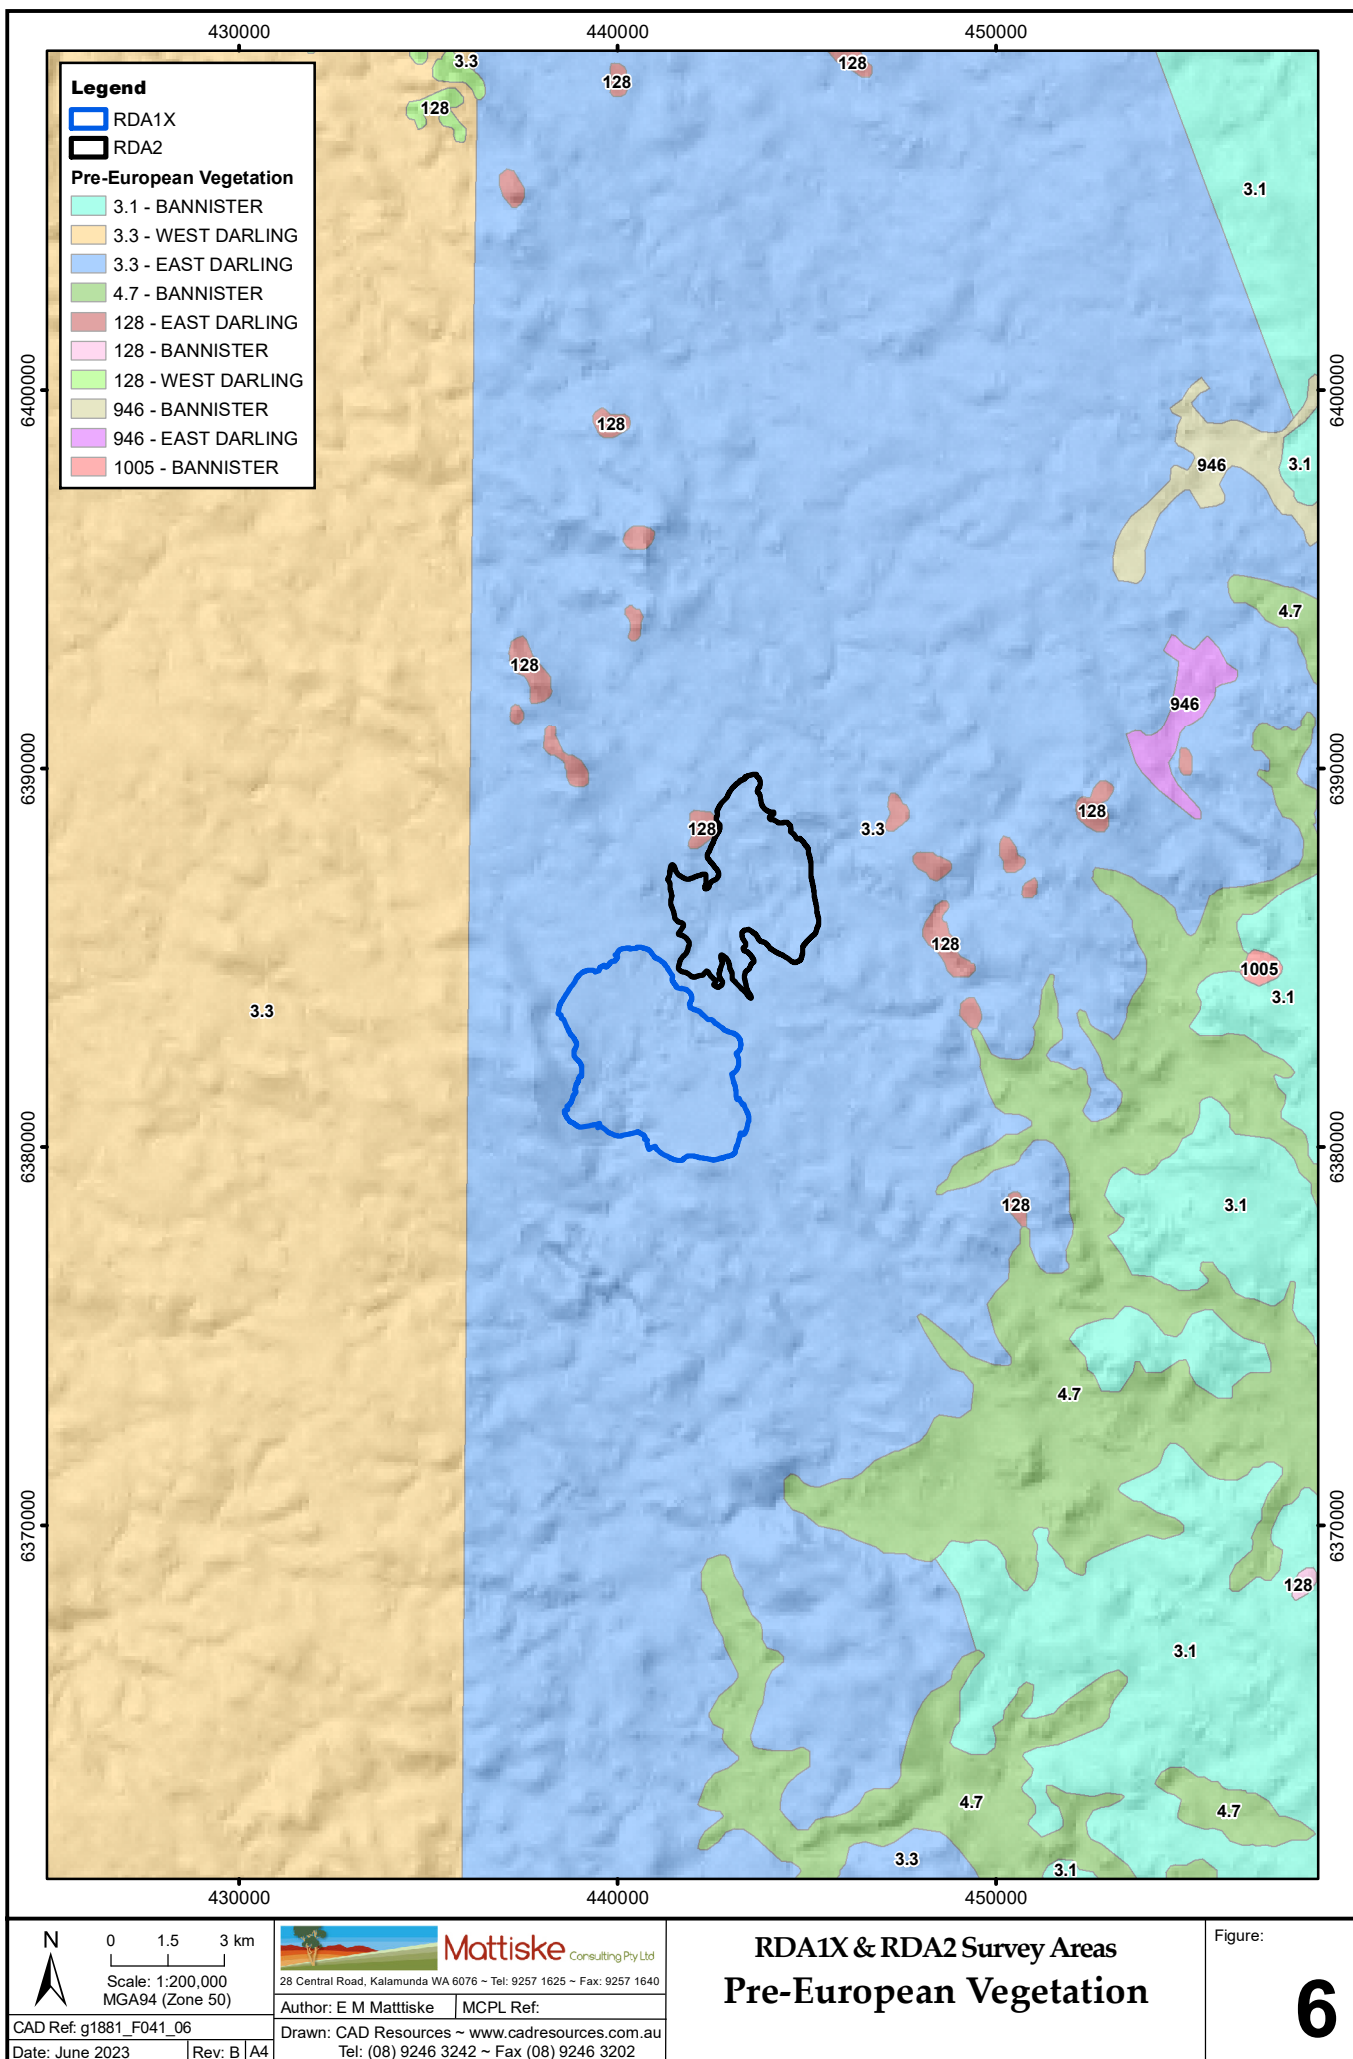 430000
440000
450000
Legend
RDA1X
RDA2
Pre-European Vegetation
3.1 - BANNISTER
3.3 - WEST DARLING
3.3 - EAST DARLING
4.7 - BANNISTER
128 - EAST DARLING
128 - BANNISTER
128 - WEST DARLING
946 - BANNISTER
946 - EAST DARLING
1005 - BANNISTER
3.3
128
128
128
3.1
6400000
6400000
128
946
3.1
4.7
128
946
6390000
6390000
128
3.3
128
128
1005
3.1
3.3
6380000
6380000
128
3.1
4.7
6370000
6370000
128
3.1
4.7
4.7
3.3
3.1
430000
440000
450000
N
0 1.5 3 km
Scale: 1:200,000
MGA94 (Zone 50)
CAD Ref: g1881_F041_06
Date: June 2023
Rev: B
A4
Mattiske Consulting Pty Ltd
28 Central Road, Kalamunda WA 6076 ~ Tel: 9257 1625 ~ Fax: 9257 1640
Author: E M Matttiske
MCPL Ref:
Drawn: CAD Resources ~ www.cadresources.com.au
Tel: (08) 9246 3242 ~ Fax (08) 9246 3202
RDA1X & RDA2 Survey Areas
Pre-European Vegetation
Figure:
6